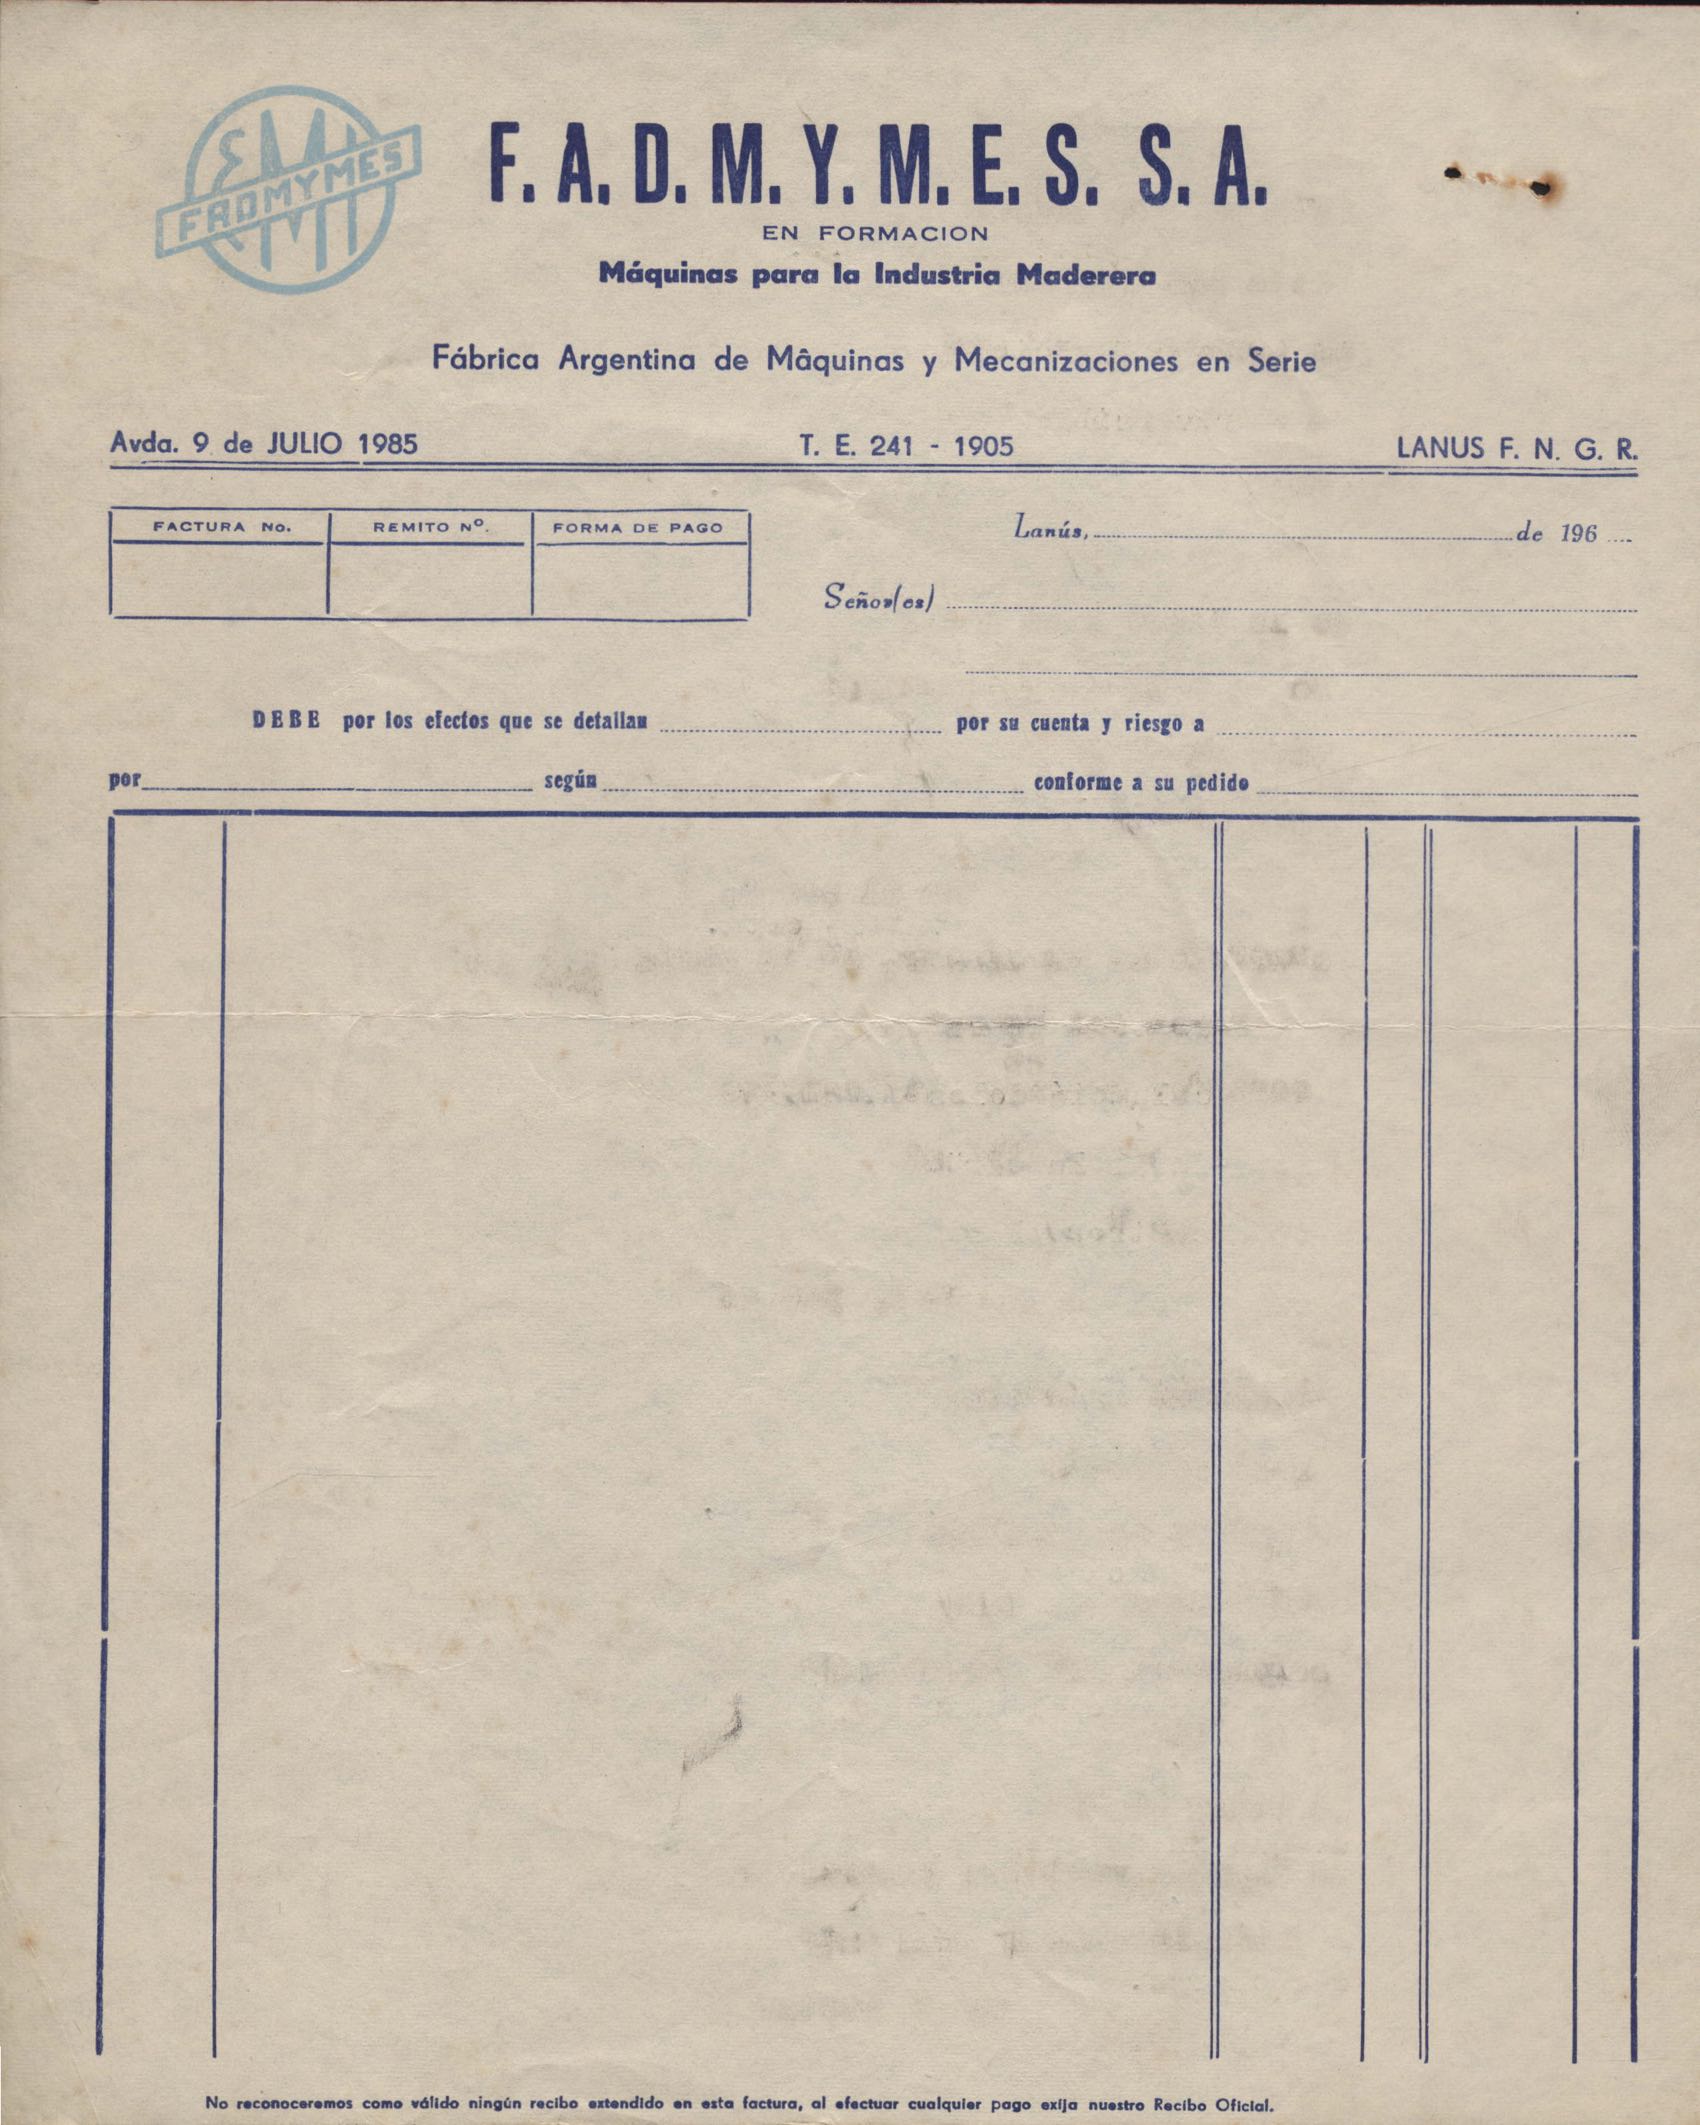 FADMYMES
F. A. D. M. Y. M. E. S. S. A.
EN FORMACION
Máquinas para la Industria Maderera
Fábrica Argentina de Mâquinas y Mecanizaciones en Serie
Avda. 9 de JULIO 1985 T. E. 241 - 1905 LANUS F. N. G. R.
FACTURA No. REMITO Nº. FORMA DE PAGO
Lanús, de 196
Señor(es)
DEBE por los efectos que se detallan por su cuenta y riesgo a
por según conforme a su pedido
No reconoceremos como válido ningún recibo extendido en esta factura, al efectuar cualquier pago exija nuestro Recibo Oficial.